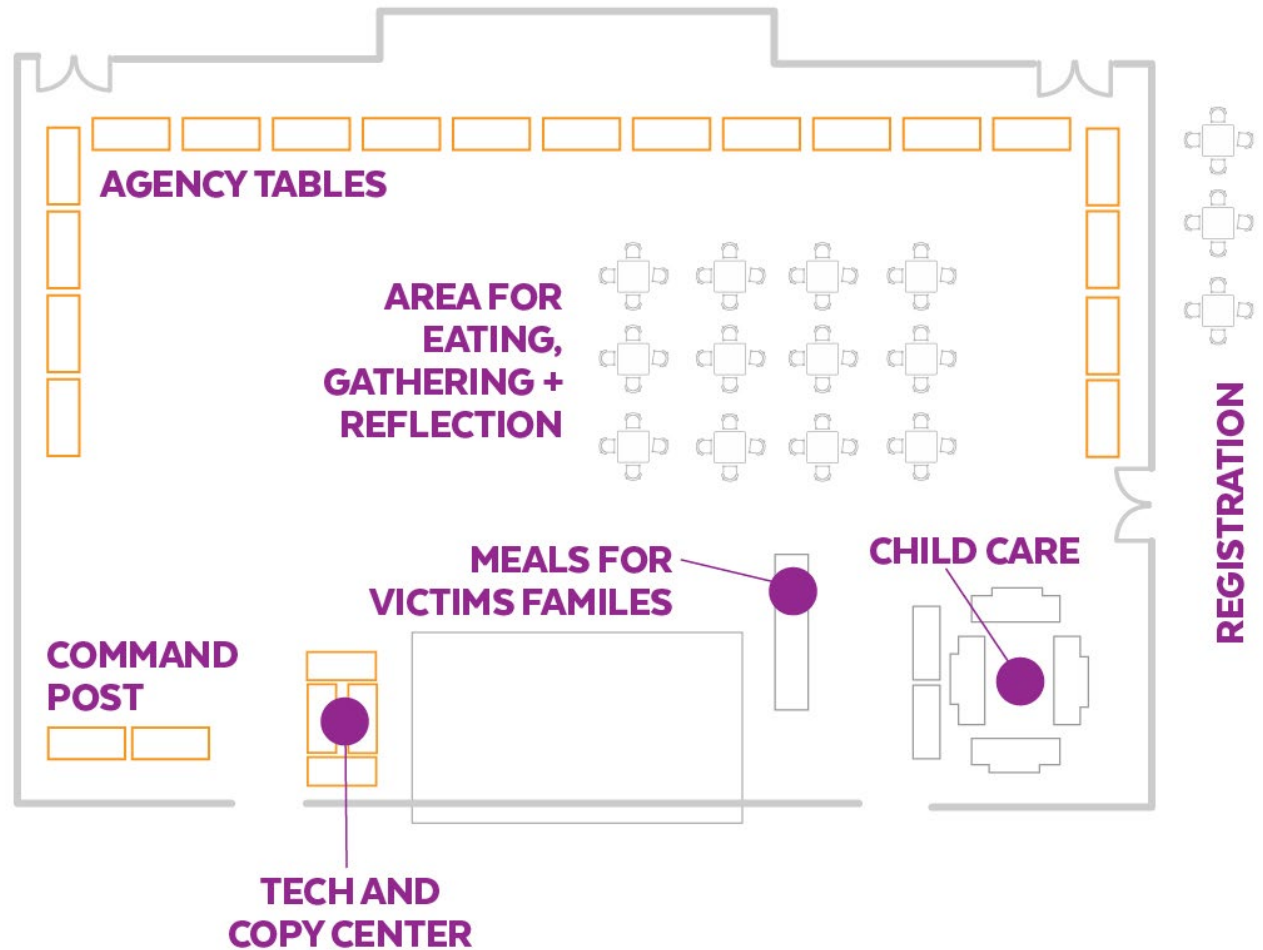 AGENCY TABLES
AREA FOR
EATING,
GATHERING +
REFLECTION
REGISTRATION
MEALS FOR
VICTIMS FAMILES
CHILD CARE
COMMAND
POST
TECH AND
COPY CENTER